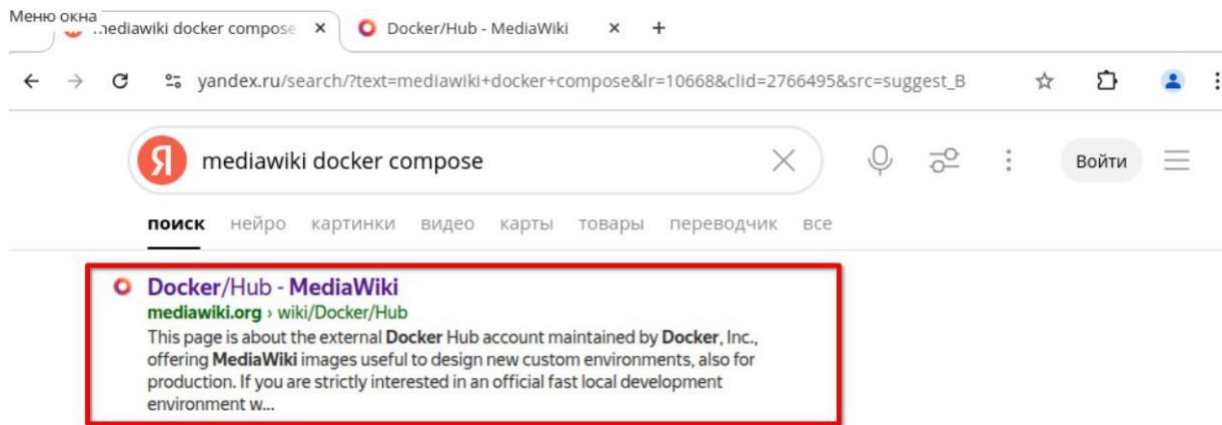 Меню окна
mediawiki docker compose
Docker/Hub - MediaWiki
yandex.ru/search/?text=mediawiki+docker+compose&lr=10668&clid=2766495&src=suggest_B
Я mediawiki docker compose
Войти
поиск нейро картинки видео карты товары переводчик все
Docker/Hub - MediaWiki
mediawiki.org › wiki/Docker/Hub
This page is about the external Docker Hub account maintained by Docker, Inc.,
offering MediaWiki images useful to design new custom environments, also for
production. If you are strictly interested in an official fast local development
environment w...